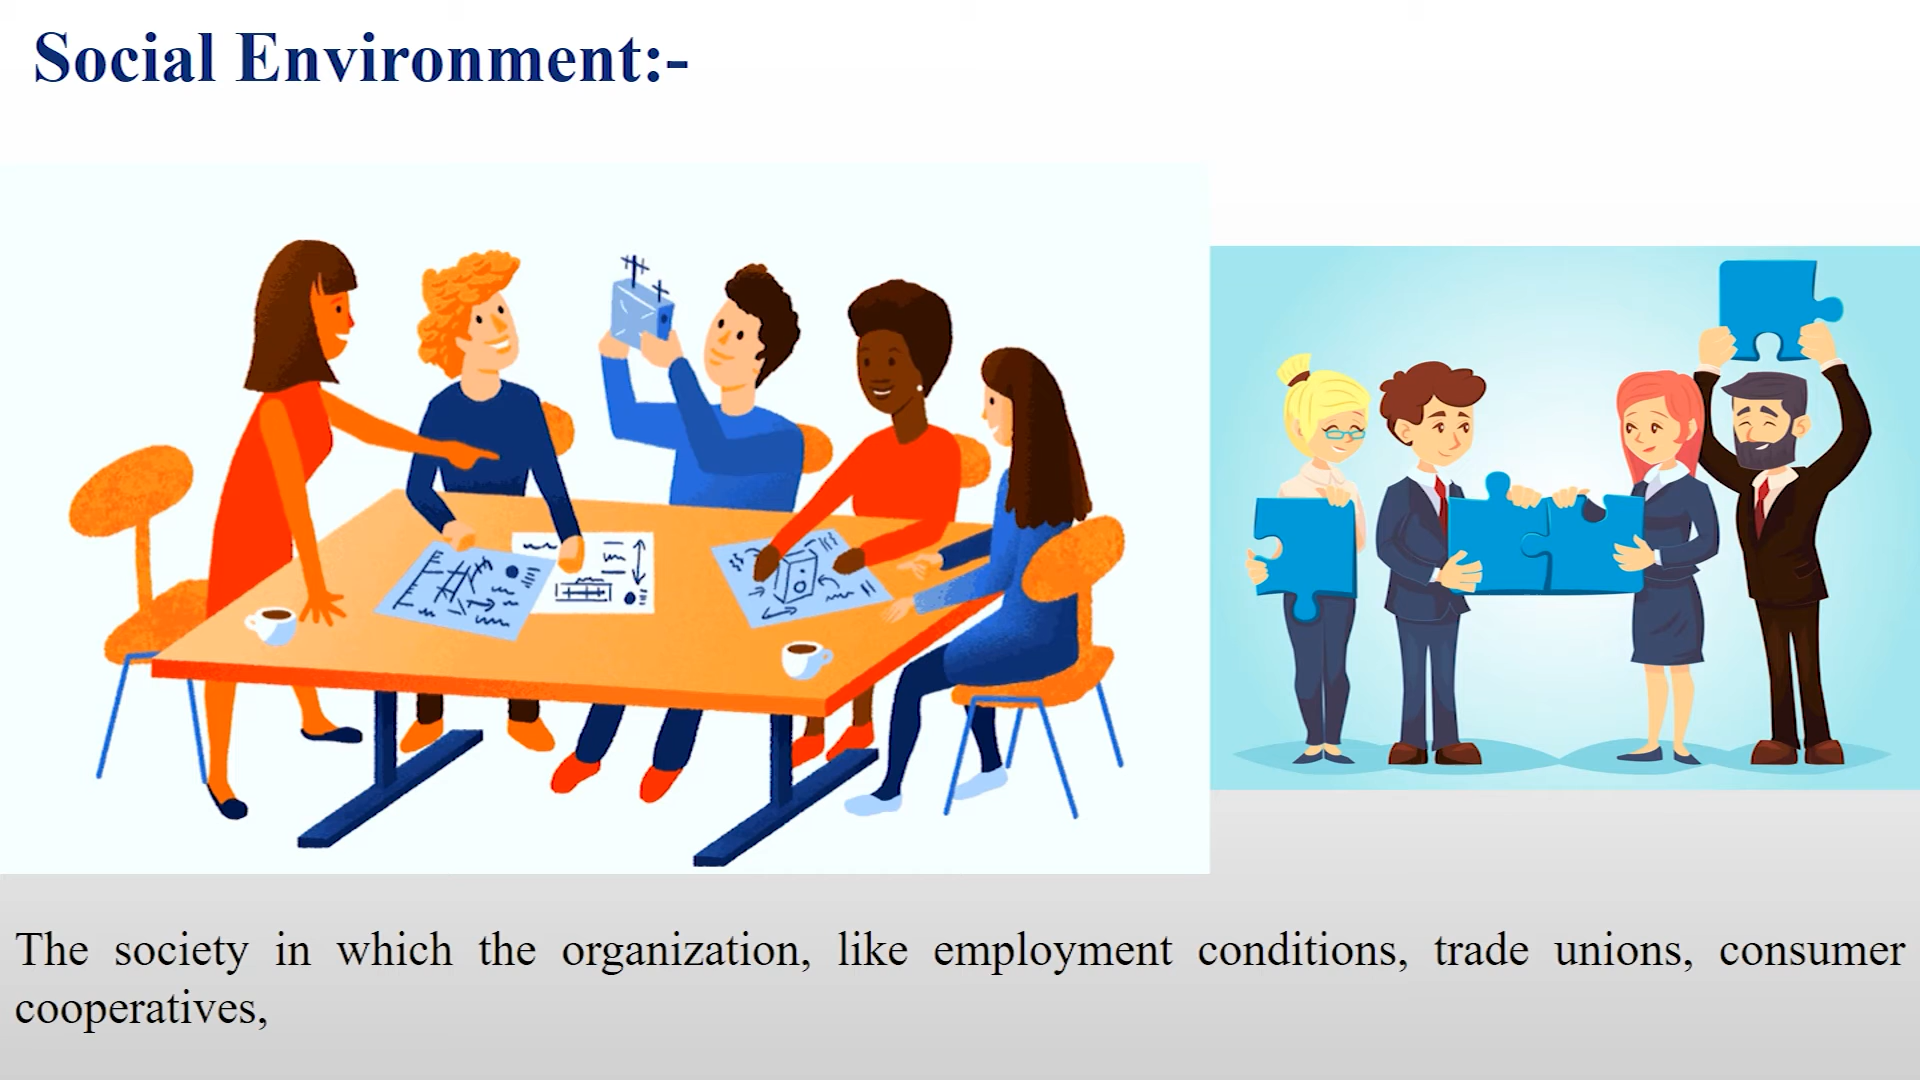 Social Environment:-
The society in which the organization, like employment conditions, trade unions, consumer
cooperatives,